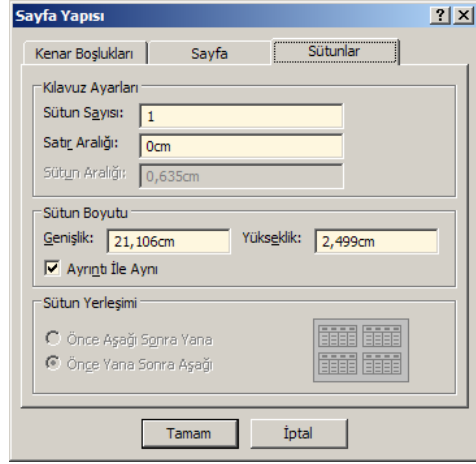 Sayfa Yapısı
Kenar Boşlukları Sayfa Sütunlar
Kılavuz Ayarları
Sütun Sayısı: 1
Satır Aralığı: 0cm
Sütun Aralığı: 0,635cm
Sütun Boyutu
Genişlik: 21,106cm Yükseklik: 2,499cm
Ayrıntı İle Aynı
Sütun Yerleşimi
Önce Aşağı Sonra Yana
Önçe Yana Sonra Aşağı
Tamam İptal